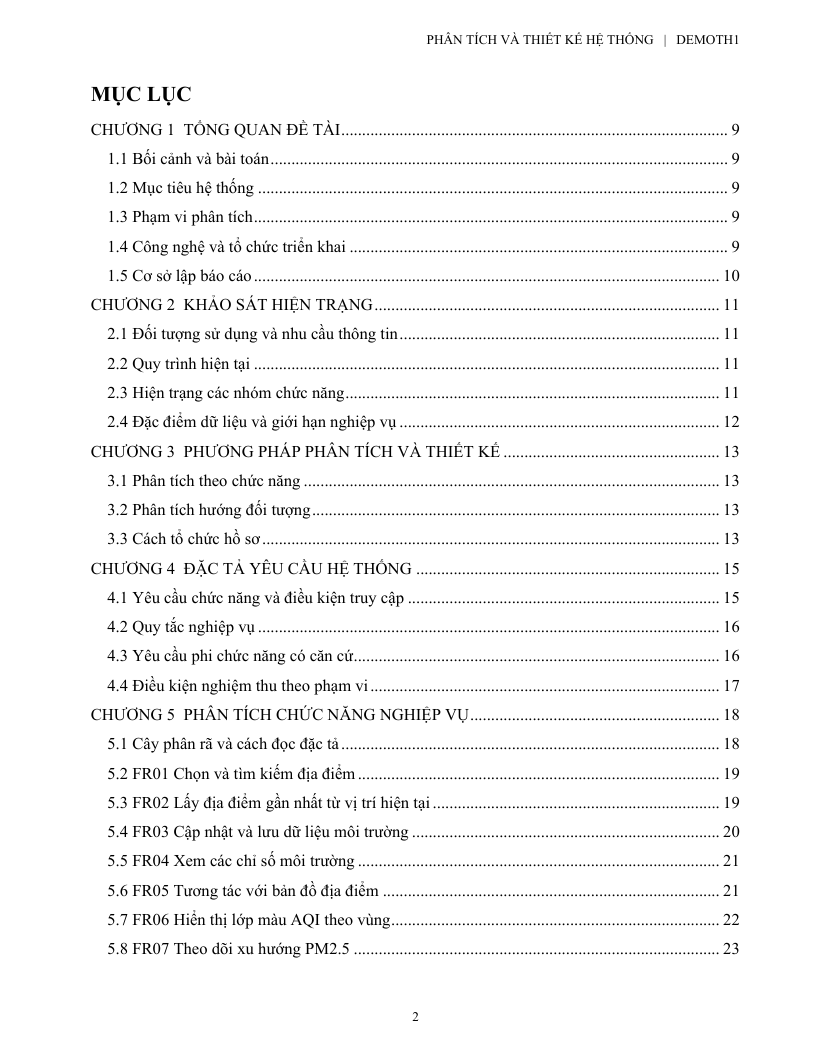 PHÂN TÍCH VÀ THIẾT KẾ HỆ THỐNG | DEMOTH1
MỤC LỤC
CHƯƠNG 1 TỔNG QUAN ĐỀ TÀI 9
1.1 Bối cảnh và bài toán 9
1.2 Mục tiêu hệ thống 9
1.3 Phạm vi phân tích 9
1.4 Công nghệ và tổ chức triển khai 9
1.5 Cơ sở lập báo cáo 10
CHƯƠNG 2 KHẢO SÁT HIỆN TRẠNG 11
2.1 Đối tượng sử dụng và nhu cầu thông tin 11
2.2 Quy trình hiện tại 11
2.3 Hiện trạng các nhóm chức năng 11
2.4 Đặc điểm dữ liệu và giới hạn nghiệp vụ 12
CHƯƠNG 3 PHƯƠNG PHÁP PHÂN TÍCH VÀ THIẾT KẾ 13
3.1 Phân tích theo chức năng 13
3.2 Phân tích hướng đối tượng 13
3.3 Cách tổ chức hồ sơ 13
CHƯƠNG 4 ĐẶC TẢ YÊU CẦU HỆ THỐNG 15
4.1 Yêu cầu chức năng và điều kiện truy cập 15
4.2 Quy tắc nghiệp vụ 16
4.3 Yêu cầu phi chức năng có căn cứ 16
4.4 Điều kiện nghiệm thu theo phạm vi 17
CHƯƠNG 5 PHÂN TÍCH CHỨC NĂNG NGHIỆP VỤ 18
5.1 Cây phân rã và cách đọc đặc tả 18
5.2 FR01 Chọn và tìm kiếm địa điểm 19
5.3 FR02 Lấy địa điểm gần nhất từ vị trí hiện tại 19
5.4 FR03 Cập nhật và lưu dữ liệu môi trường 20
5.5 FR04 Xem các chỉ số môi trường 21
5.6 FR05 Tương tác với bản đồ địa điểm 21
5.7 FR06 Hiển thị lớp màu AQI theo vùng 22
5.8 FR07 Theo dõi xu hướng PM2.5 23
2